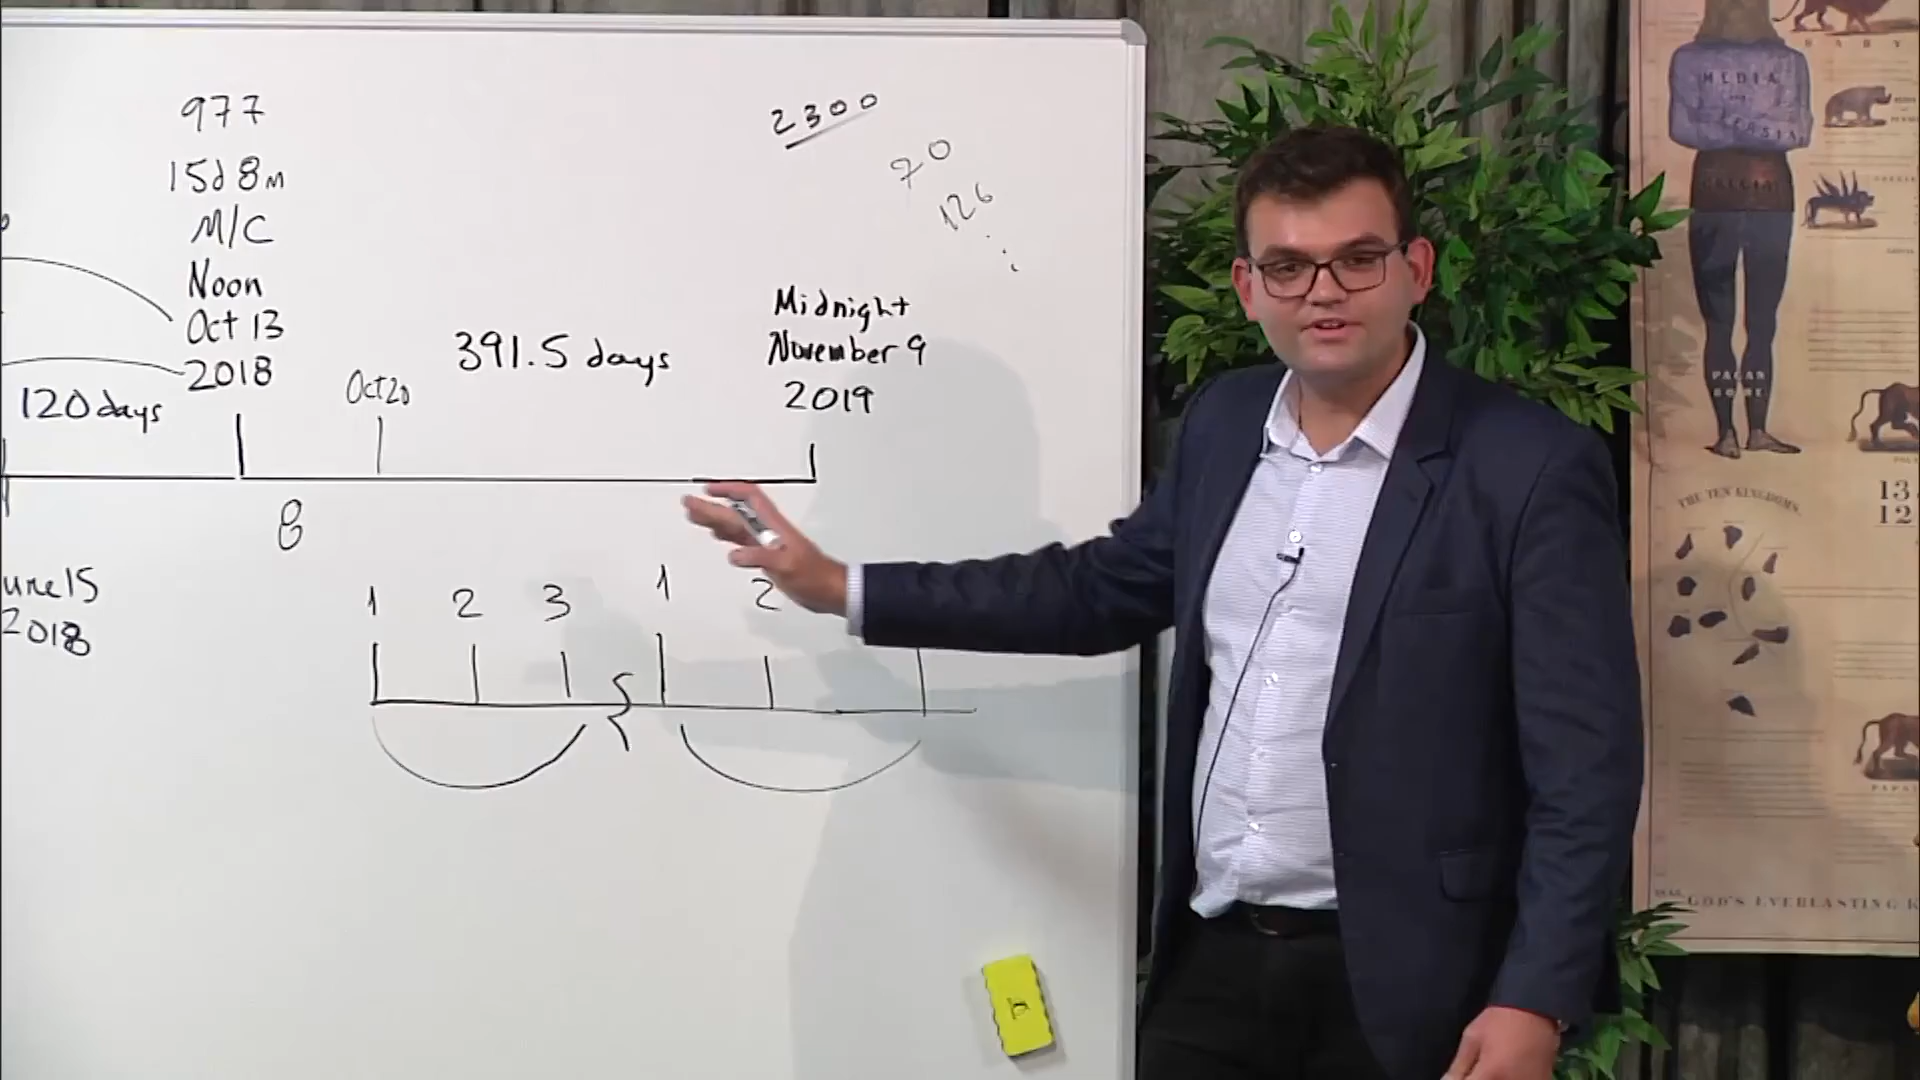 977
15d 8m
M/C
Noon
Oct 13
2018
120 days
Oct 20
391.5 days
2300
70
126
Midnight
November 9
2019
8
une 15
2018
1 2 3 1 2
MEDIA
PERSIA
GRECIA
PAGAN
ROME
THE TEN KINGDOMS
13
12
GOD'S EVERLASTING K